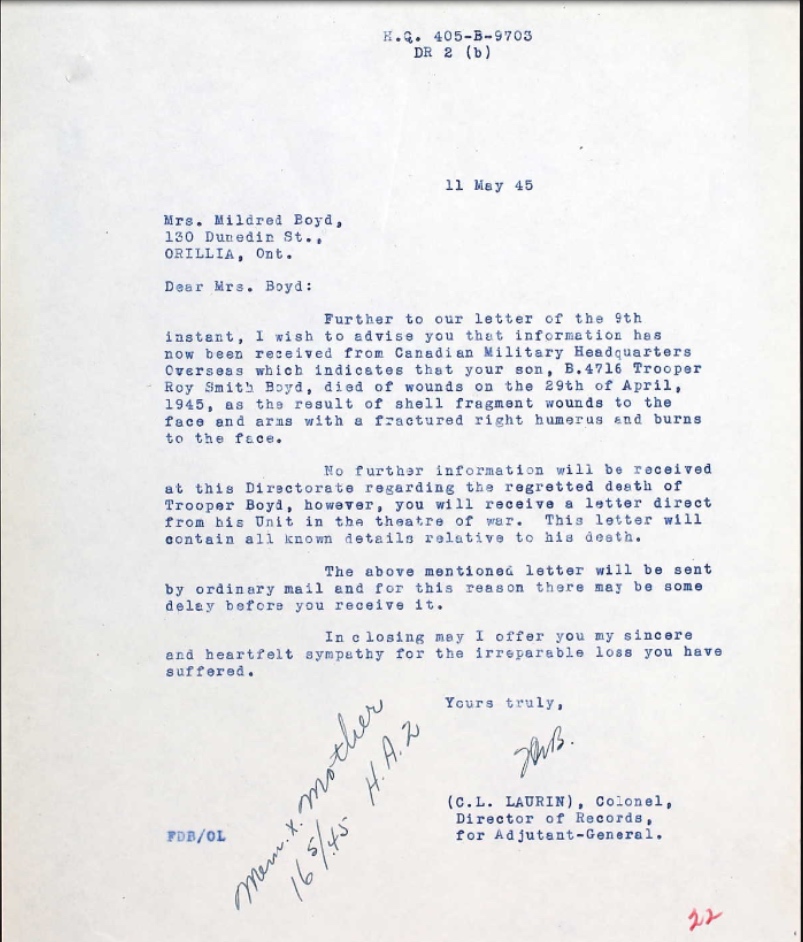 H.Q. 405-B-9703
DR 2 (b)
11 May 45
Mrs. Mildred Boyd,
130 Dunedin St.,
ORILLIA, Ont.
Dear Mrs. Boyd:
Further to our letter of the 9th
instant, I wish to advise you that information has
now been received from Canadian Military Headquarters
Overseas which indicates that your son, B.4716 Trooper
Roy Smith Boyd, died of wounds on the 29th of April,
1945, as the result of shell fragment wounds to the
face and arms with a fractured right humerus and burns
to the face.
No further information will be received
at this Directorate regarding the regretted death of
Trooper Boyd, however, you will receive a letter direct
from his Unit in the theatre of war. This letter will
contain all known details relative to his death.
The above mentioned letter will be sent
by ordinary mail and for this reason there may be some
delay before you receive it.
In closing may I offer you my sincere
and heartfelt sympathy for the irreparable loss you have
suffered.
Yours truly,
(C.L. LAURIN), Colonel,
Director of Records,
for Adjutant-General.
FDB/OL
Mem. x. Mother
16 5/45 H.A.2
22